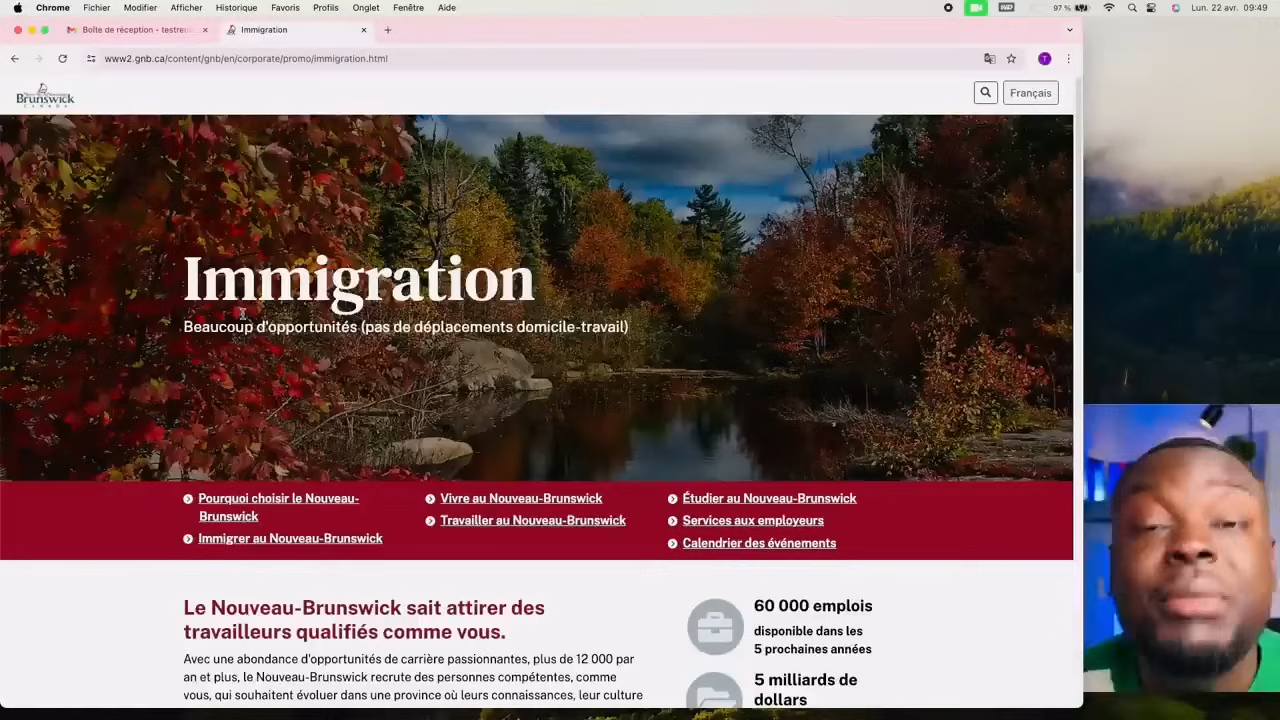 Chrome Fichier Modifier Afficher Historique Favoris Profils Onglet Fenêtre Aide 97 % Lun. 22 avr. 09:49
Boîte de réception - testreu
Immigration
www2.gnb.ca/content/gnb/en/corporate/promo/immigration.html
T
Brunswick
CANADA
Français
Immigration
Beaucoup d'opportunités (pas de déplacements domicile-travail)
Pourquoi choisir le Nouveau-
Brunswick
Immigrer au Nouveau-Brunswick
Vivre au Nouveau-Brunswick
Travailler au Nouveau-Brunswick
Étudier au Nouveau-Brunswick
Services aux employeurs
Calendrier des événements
Le Nouveau-Brunswick sait attirer des
travailleurs qualifiés comme vous.
Avec une abondance d'opportunités de carrière passionnantes, plus de 12 000 par
an et plus, le Nouveau-Brunswick recrute des personnes compétentes, comme
vous, qui souhaitent évoluer dans une province où leurs connaissances, leur culture
60 000 emplois
disponible dans les
5 prochaines années
5 milliards de
dollars